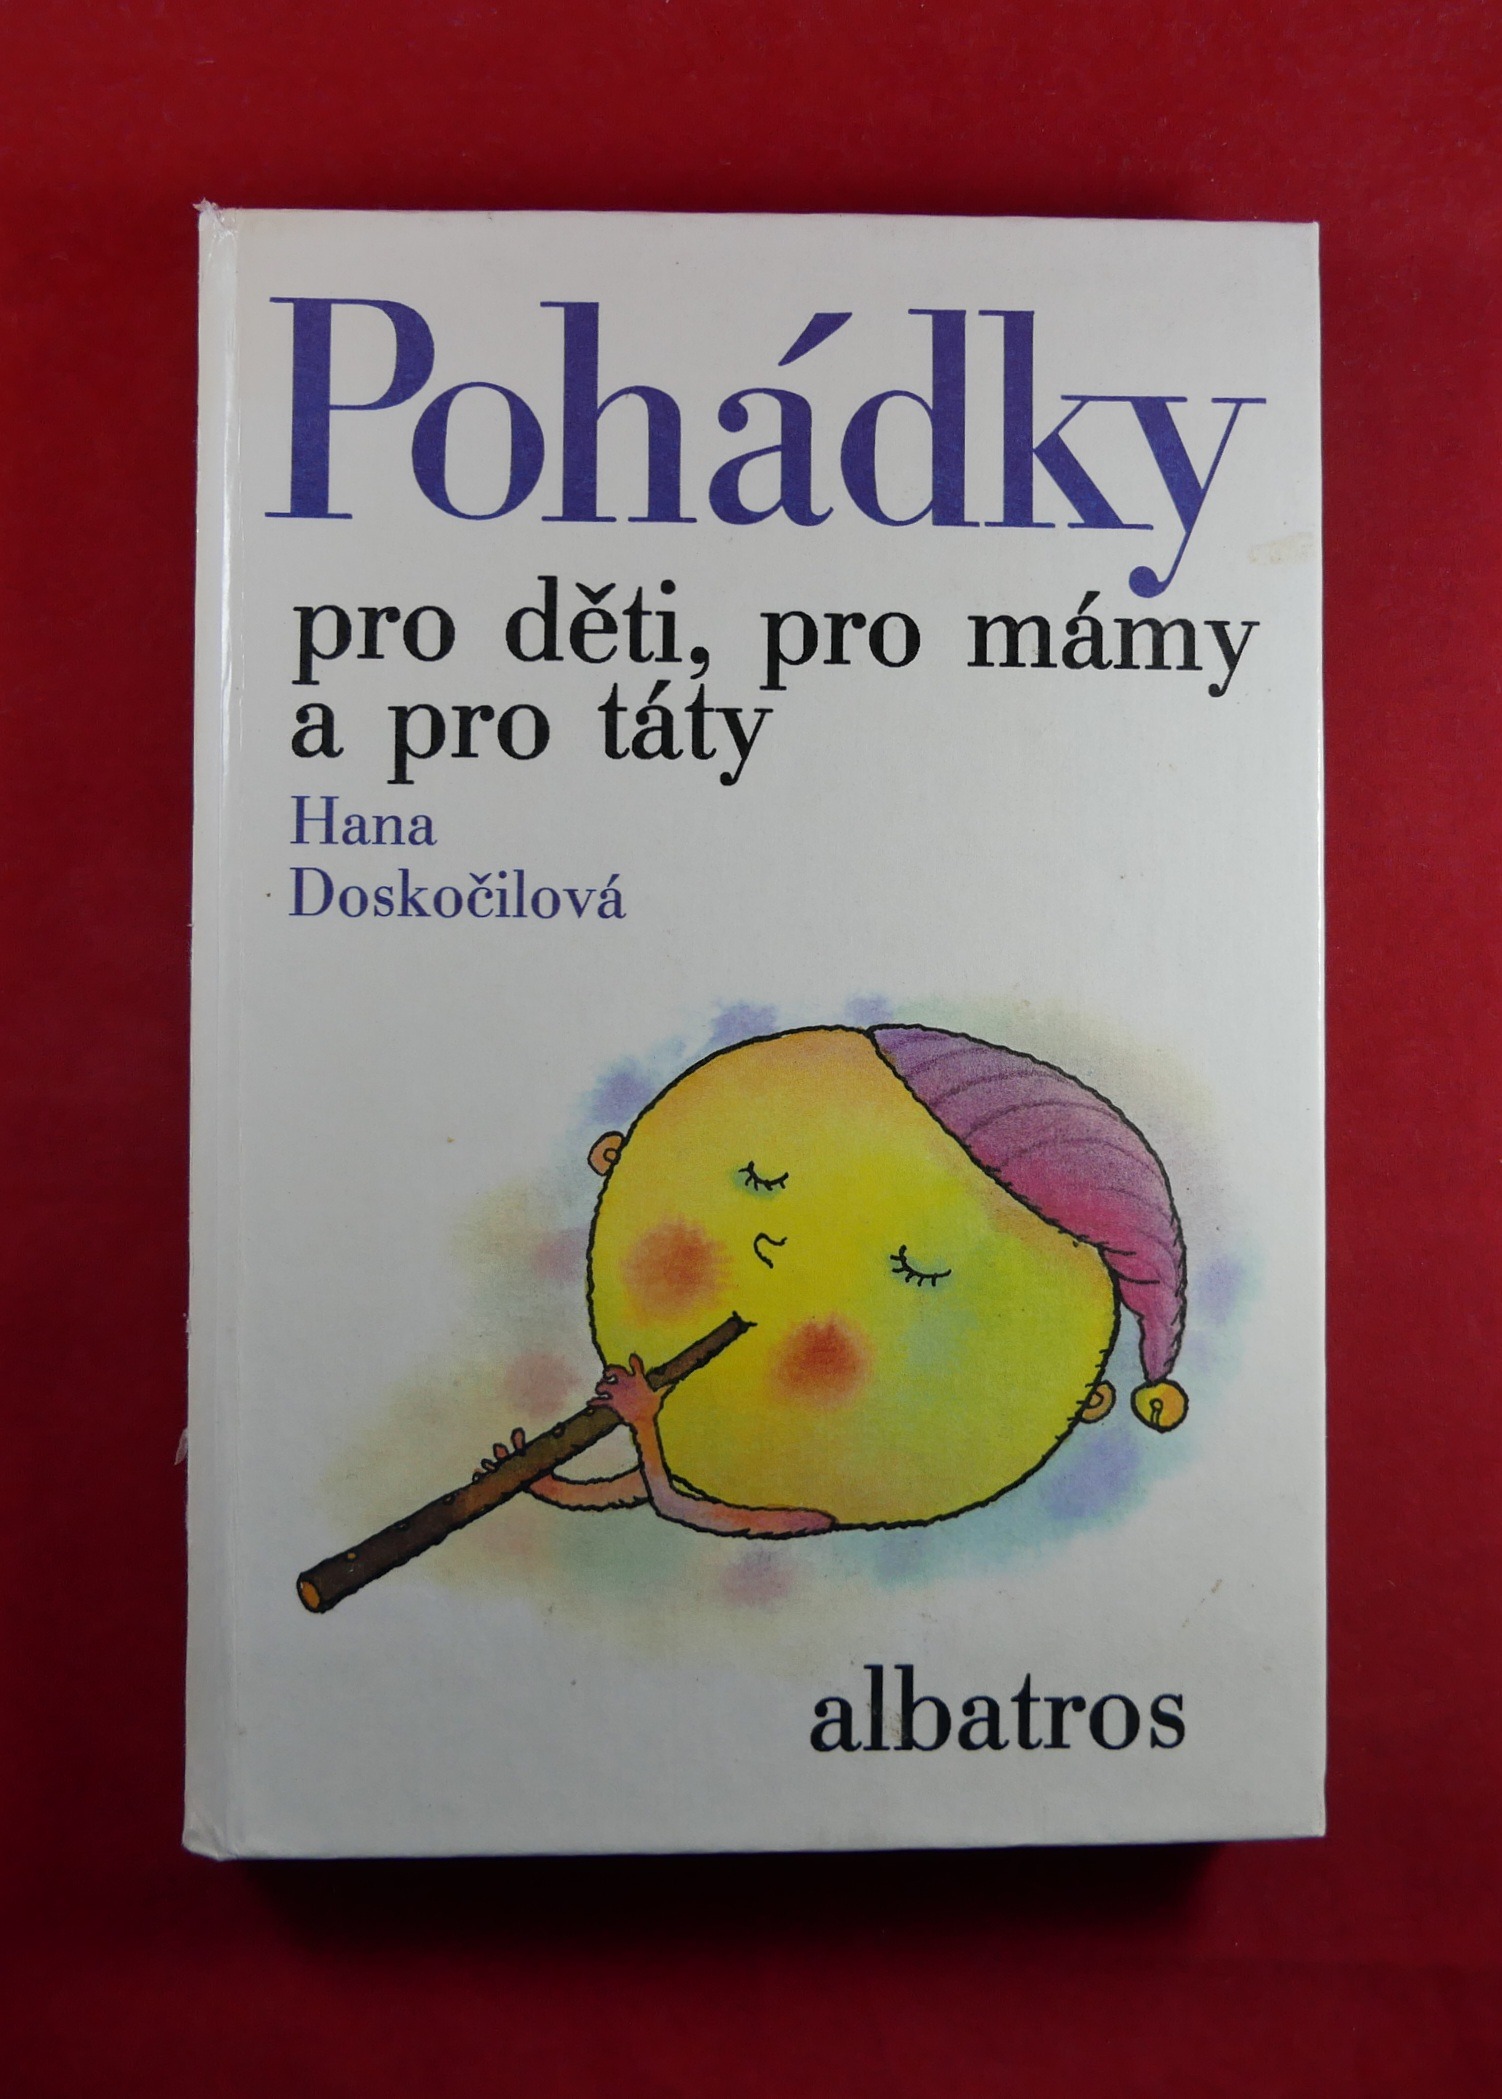 Pohádky
pro děti, pro mámy
a pro táty
Hana
Doskočilová
albatros